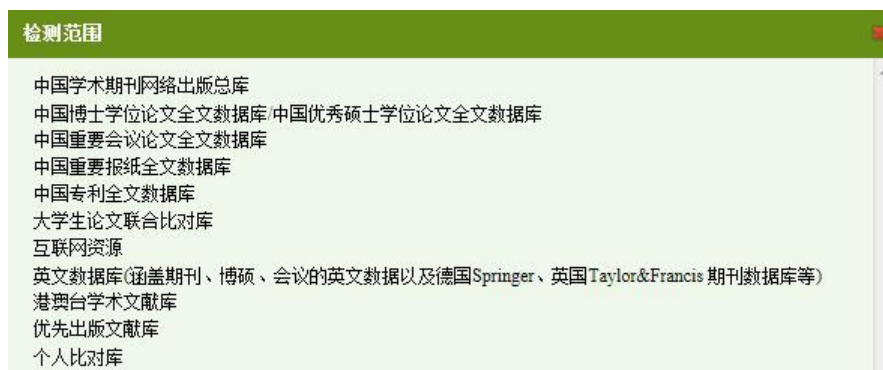 检测范围
中国学术期刊网络出版总库
中国博士学位论文全文数据库/中国优秀硕士学位论文全文数据库
中国重要会议论文全文数据库
中国重要报纸全文数据库
中国专利全文数据库
大学生论文联合比对库
互联网资源
英文数据库(涵盖期刊、博硕、会议的英文数据以及德国Springer、英国Taylor&Francis 期刊数据库等)
港澳台学术文献库
优先出版文献库
个人比对库